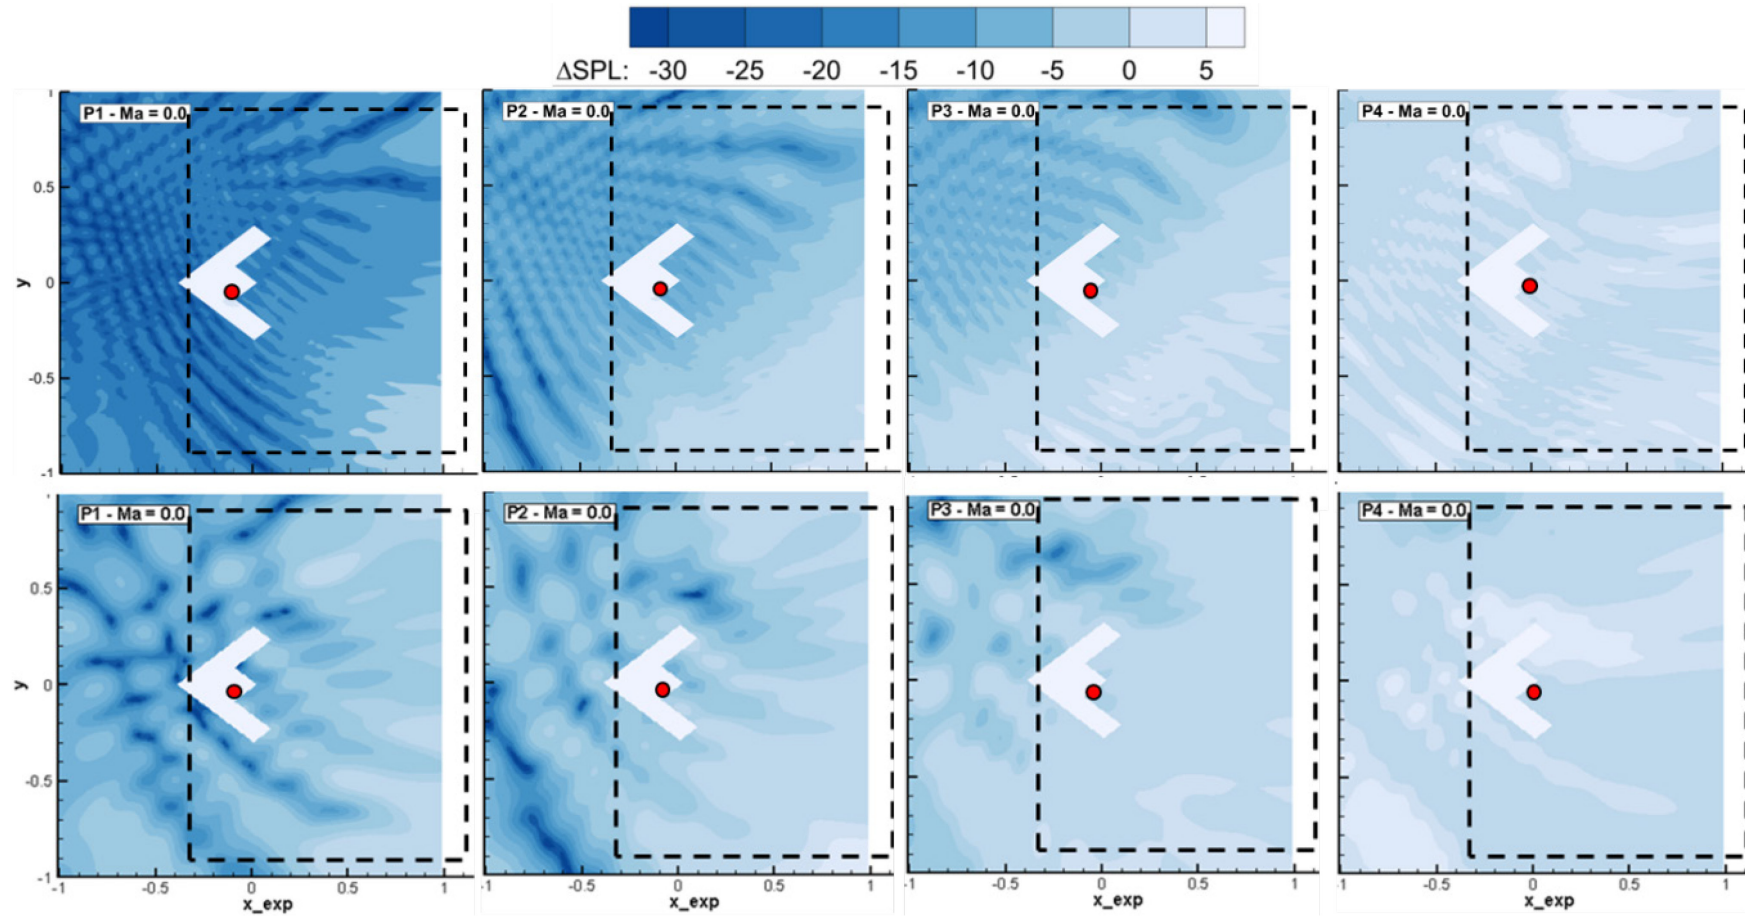 ΔSPL: -30 -25 -20 -15 -10 -5 0 5
P1 - Ma = 0.0 P2 - Ma = 0.0 P3 - Ma = 0.0 P4 - Ma = 0.0
0.5
0
y
-0.5
-1
P1 - Ma = 0.0 P2 - Ma = 0.0 P3 - Ma = 0.0 P4 - Ma = 0.0
0.5
0
y
-0.5
-1
-1 -0.5 0 0.5 1 -0.5 0 0.5 1 -1 -0.5 0 0.5 1 -1 -0.5 0 0.5 1
x_exp x_exp x_exp x_exp